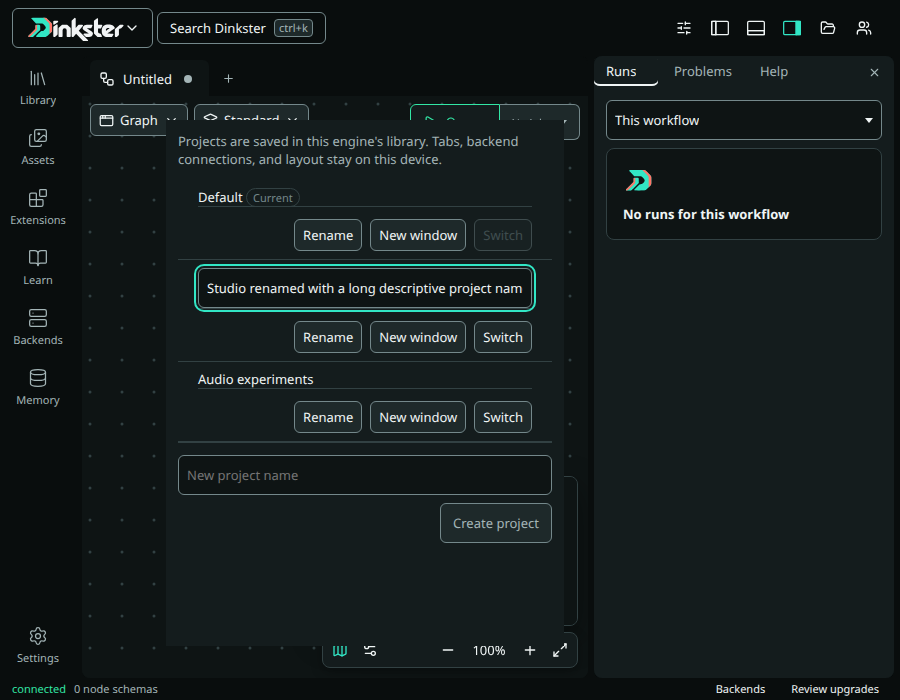 Dinkster
Search Dinkster ctrl+k
Library
Assets
Extensions
Learn
Backends
Memory
Settings
Untitled
Graph
Standard
Projects are saved in this engine's library. Tabs, backend
connections, and layout stay on this device.
Default Current
Rename New window Switch
Studio renamed with a long descriptive project nam
Rename New window Switch
Audio experiments
Rename New window Switch
New project name
Create project
100%
Runs Problems Help
This workflow
No runs for this workflow
connected 0 node schemas
Backends Review upgrades